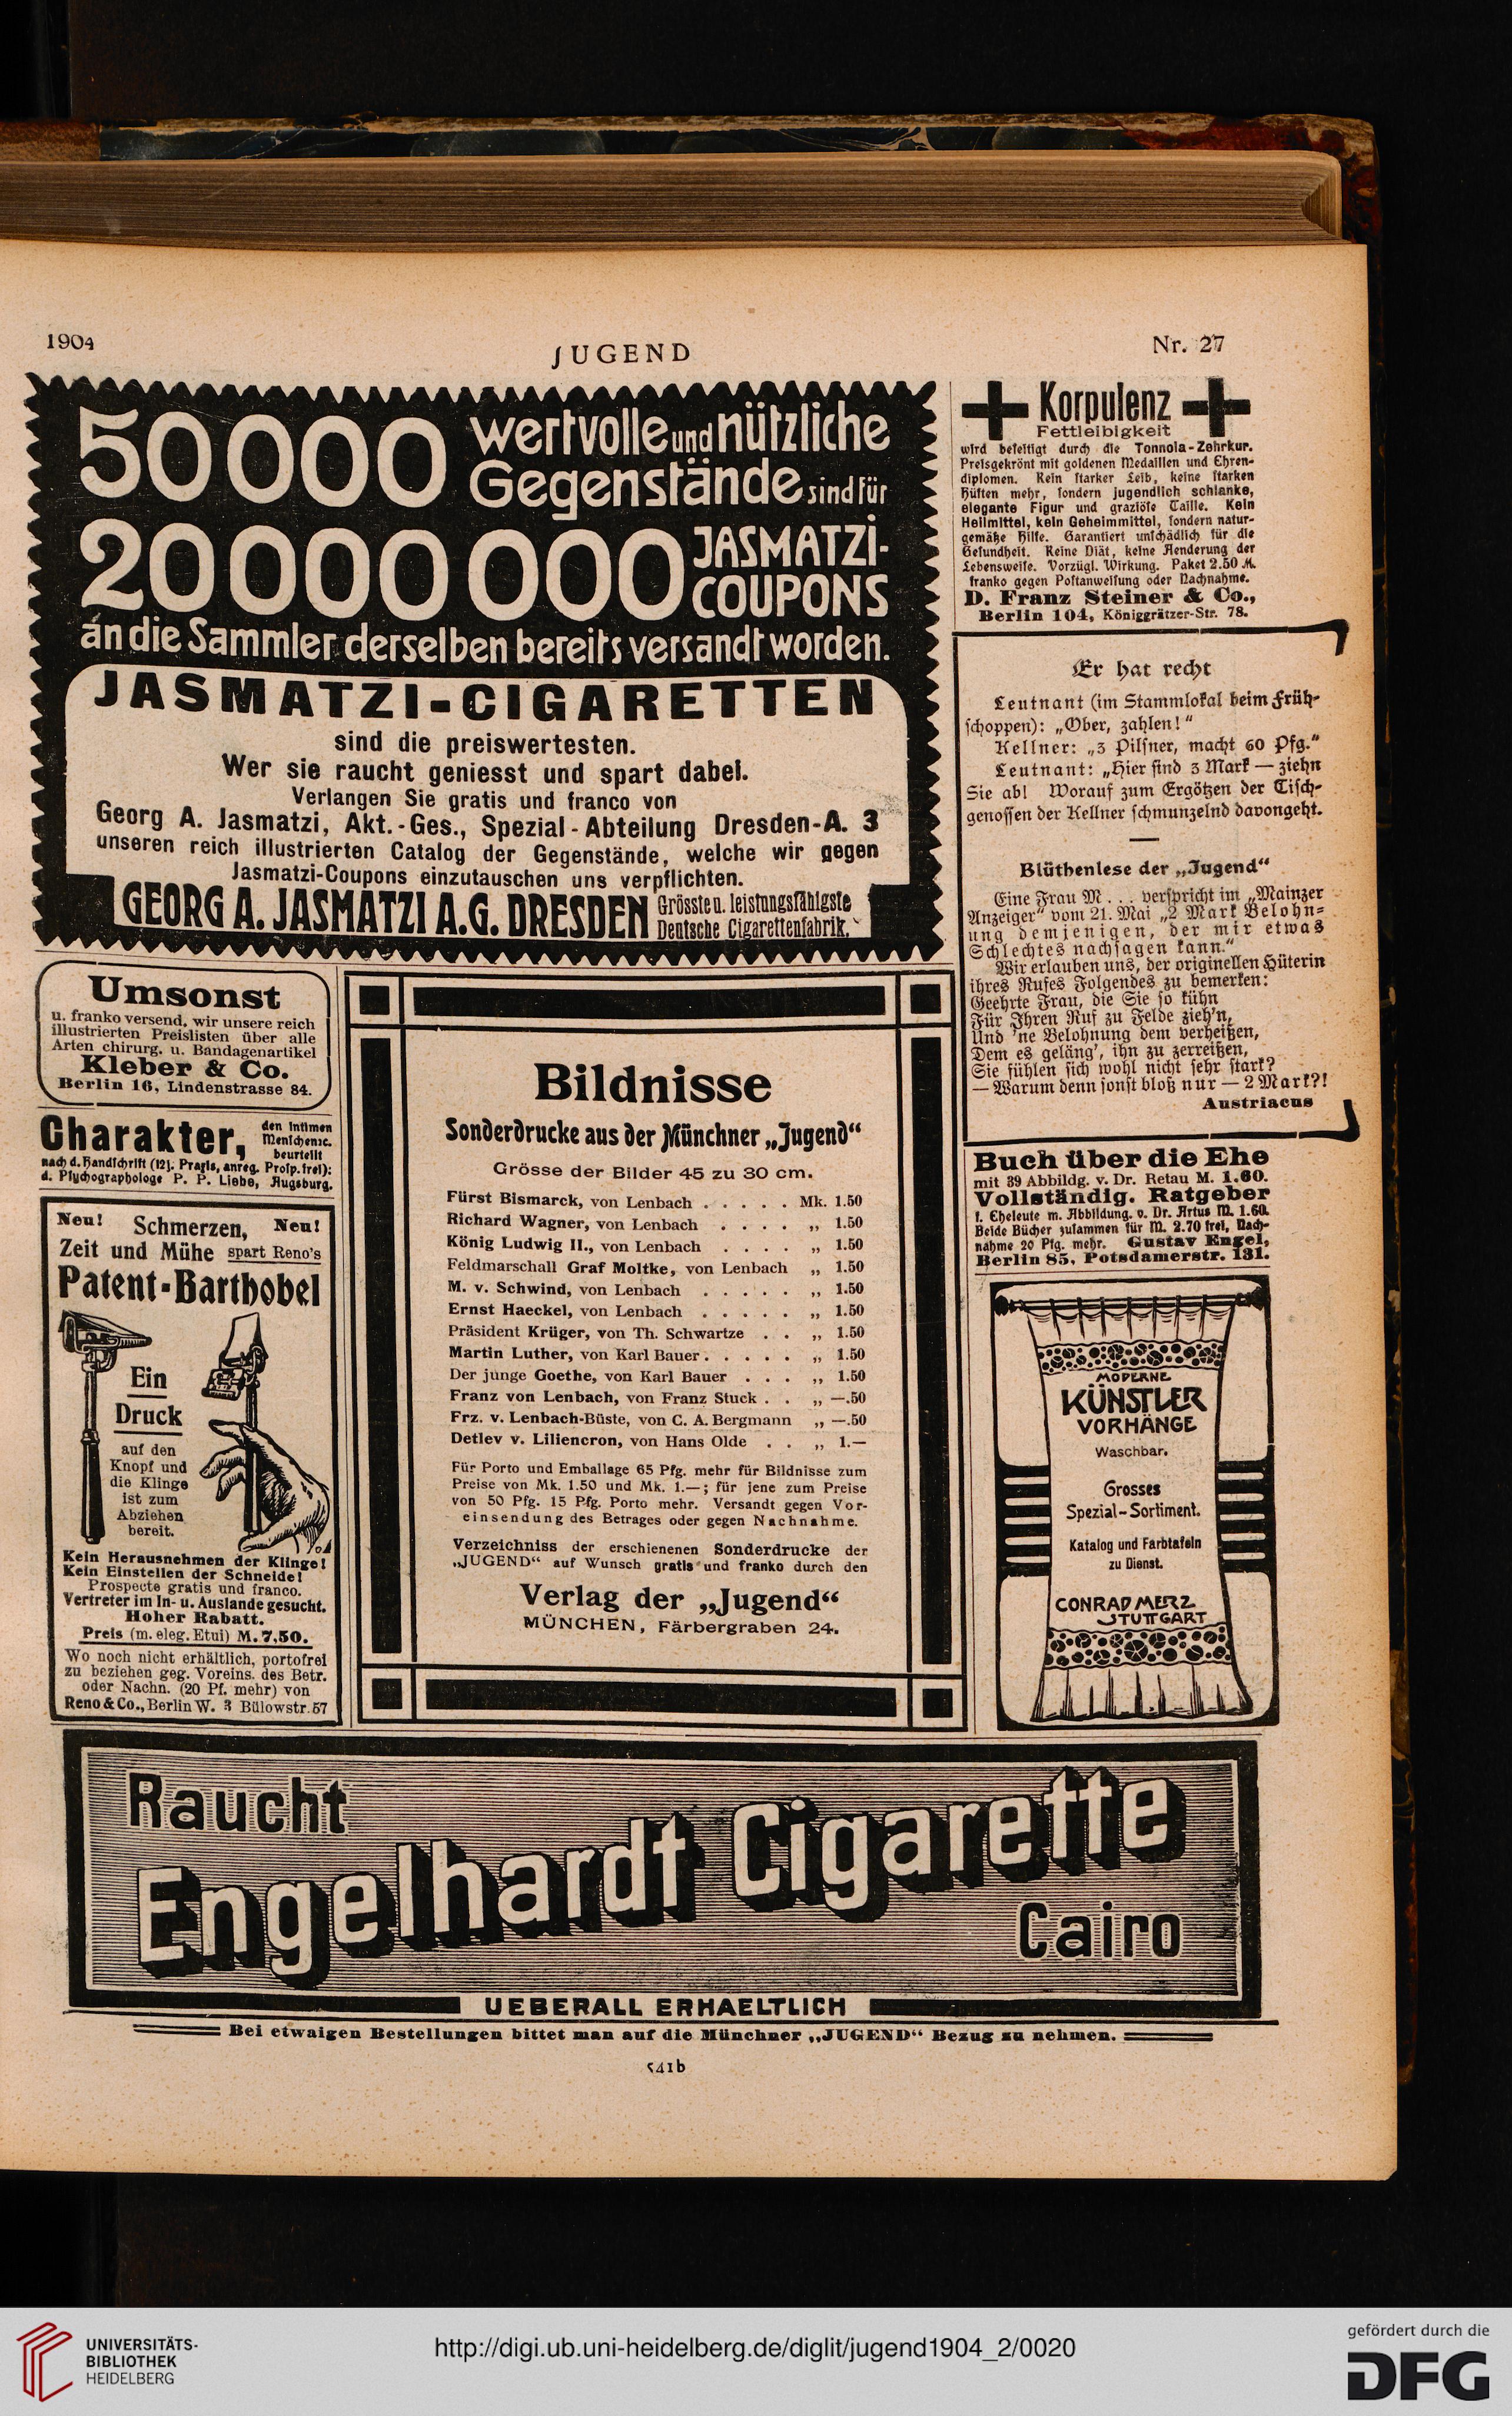 1904
JUGEND
Nr. 27
50000 wertvolle und nützliche
Gegenstände sind für
20000000 JASMATZI-
COUPONS
an die Sammler derselben bereits versandt worden.
JASMATZI-CIGARETTEN
sind die preiswertesten.
Wer sie raucht geniesst und spart dabei.
Verlangen Sie gratis und franco von
Georg A. Jasmatzi, Akt.-Ges., Spezial-Abteilung Dresden-A. 3
unseren reich illustrierten Catalog der Gegenstände, welche wir gegen
Jasmatzi-Coupons einzutauschen uns verpflichten.
GEORG A. JASMATZI A.G. DRESDEN
Grösste u. leistungsfähigste
Deutsche Cigarettenfabrik.
Korpulenz
Fettleibigkeit
wird beseitigt durch die Tonnola-Zehrkur.
Preisgekrönt mit goldenen Medaillen und Ehren-
diplomen. Kein starker Leib, keine starken
Hüften mehr, sondern jugendlich schlanke,
elegante Figur und graziöse Taille. Kein
Heilmittel, kein Geheimmittel, sondern natur-
gemäße Hilfe. Garantiert unschädlich für die
Gesundheit. Keine Diät, keine Aenderung der
Lebensweise. Vorzügl. Wirkung. Paket 2.50 M.
franko gegen Postanweisung oder Nachnahme.
D. Franz Steiner & Co.,
Berlin 104, Königgrätzer-Str. 78.
Er hat recht
Leutnant (im Stammlokal beim Früh-
schoppen): „Ober, zahlen!“
Kellner: „3 Pilsner, macht 60 Pfg.“
Leutnant: „Hier sind 3 Mark — ziehn
Sie ab! Worauf zum Ergötzen der Tisch-
genossen der Kellner schmunzelnd davongeht.
Blüthenlese der „Jugend“
Eine Frau M... verspricht im „Mainzer
Anzeiger“ vom 21. Mai „2 Mark Belohn-
ung demjenigen, der mir etwas
Schlechtes nachsagen kann.“
Wir erlauben uns, der originellen Hüterin
ihres Rufes Folgendes zu bemerken:
Geehrte Frau, die Sie so kühn
Für Ihren Ruf zu Felde zieh'n,
Und 'ne Belohnung dem verheißen,
Dem es geläng', ihn zu zerreißen,
Sie fühlen sich wohl nicht sehr stark?
— Warum denn sonst bloß nur — 2 Mark?!
Austriacus
Umsonst
u. franko versend. wir unsere reich
illustrierten Preislisten über alle
Arten chirurg. u. Bandagenartikel
Kleber & Co.
Berlin 16, Lindenstrasse 84.
Charakter, den intimen
Menschen ꝛc.
beurteilt
nach d. Handschrift (12j. Praxis, anreg. Prosp. frei):
d. Psychographologe P. P. Liebe, Augsburg.
Neu! Schmerzen, Neu!
Zeit und Mühe spart Reno's
Patent-Barthobel
Ein
Druck
auf den
Knopf und
die Klinge
ist zum
Abziehen
bereit.
Kein Herausnehmen der Klinge!
Kein Einstellen der Schneide!
Prospecte gratis und franco.
Vertreter im In- u. Auslande gesucht.
Hoher Rabatt.
Preis (m. eleg. Etui) M. 7,50.
Wo noch nicht erhältlich, portofrei
zu beziehen geg. Voreins. des Betr.
oder Nachn. (20 Pf. mehr) von
Reno & Co., Berlin W. 3 Bülowstr. 57
Bildnisse
Sonderdrucke aus der Münchner „Jugend“
Grösse der Bilder 45 zu 30 cm.
Fürst Bismarck, von Lenbach . . . . . Mk. 1.50
Richard Wagner, von Lenbach . . . . „ 1.50
König Ludwig II., von Lenbach . . . . „ 1.50
Feldmarschall Graf Moltke, von Lenbach „ 1.50
M. v. Schwind, von Lenbach . . . . . „ 1.50
Ernst Haeckel, von Lenbach . . . . . „ 1.50
Präsident Krüger, von Th. Schwartze . . „ 1.50
Martin Luther, von Karl Bauer . . . . . „ 1.50
Der junge Goethe, von Karl Bauer . . . „ 1.50
Franz von Lenbach, von Franz Stuck . . „ —.50
Frz. v. Lenbach-Büste, von C. A. Bergmann „ —.50
Detlev v. Liliencron, von Hans Olde . . „ 1.—
Für Porto und Emballage 65 Pfg. mehr für Bildnisse zum
Preise von Mk. 1.50 und Mk. 1.—; für jene zum Preise
von 50 Pfg. 15 Pfg. Porto mehr. Versandt gegen Vor-
einsendung des Betrages oder gegen Nachnahme.
Verzeichniss der erschienenen Sonderdrucke der
„JUGEND“ auf Wunsch gratis und franko durch den
Verlag der „Jugend“
MÜNCHEN, Färbergraben 24.
Buch über die Ehe
mit 39 Abbildg. v. Dr. Retau M. 1.60.
Vollständig. Ratgeber
f. Eheleute m. Abbildung. v. Dr. Artus M. 1.60.
Beide Bücher zusammen für M. 2.70 frei, Nach-
nahme 20 Pfg. mehr. Gustav Engel,
Berlin 85, Potsdamerstr. 131.
MODERNE
KÜNSTLER
VORHÄNGE
Waschbar.
Grosses
Spezial-Sortiment.
Katalog und Farbtafeln
zu Dienst.
CONRAD MERZ
STUTTGART
Raucht
Engelhardt Cigarette
Cairo
UEBERALL ERHAELTLICH
Bei etwaigen Bestellungen bittet man auf die Münchner „JUGEND“ Bezug zu nehmen.
541b
UNIVERSITÄTS-
BIBLIOTHEK
HEIDELBERG
http://digi.ub.uni-heidelberg.de/diglit/jugend1904_2/0020
gefördert durch die
DFG